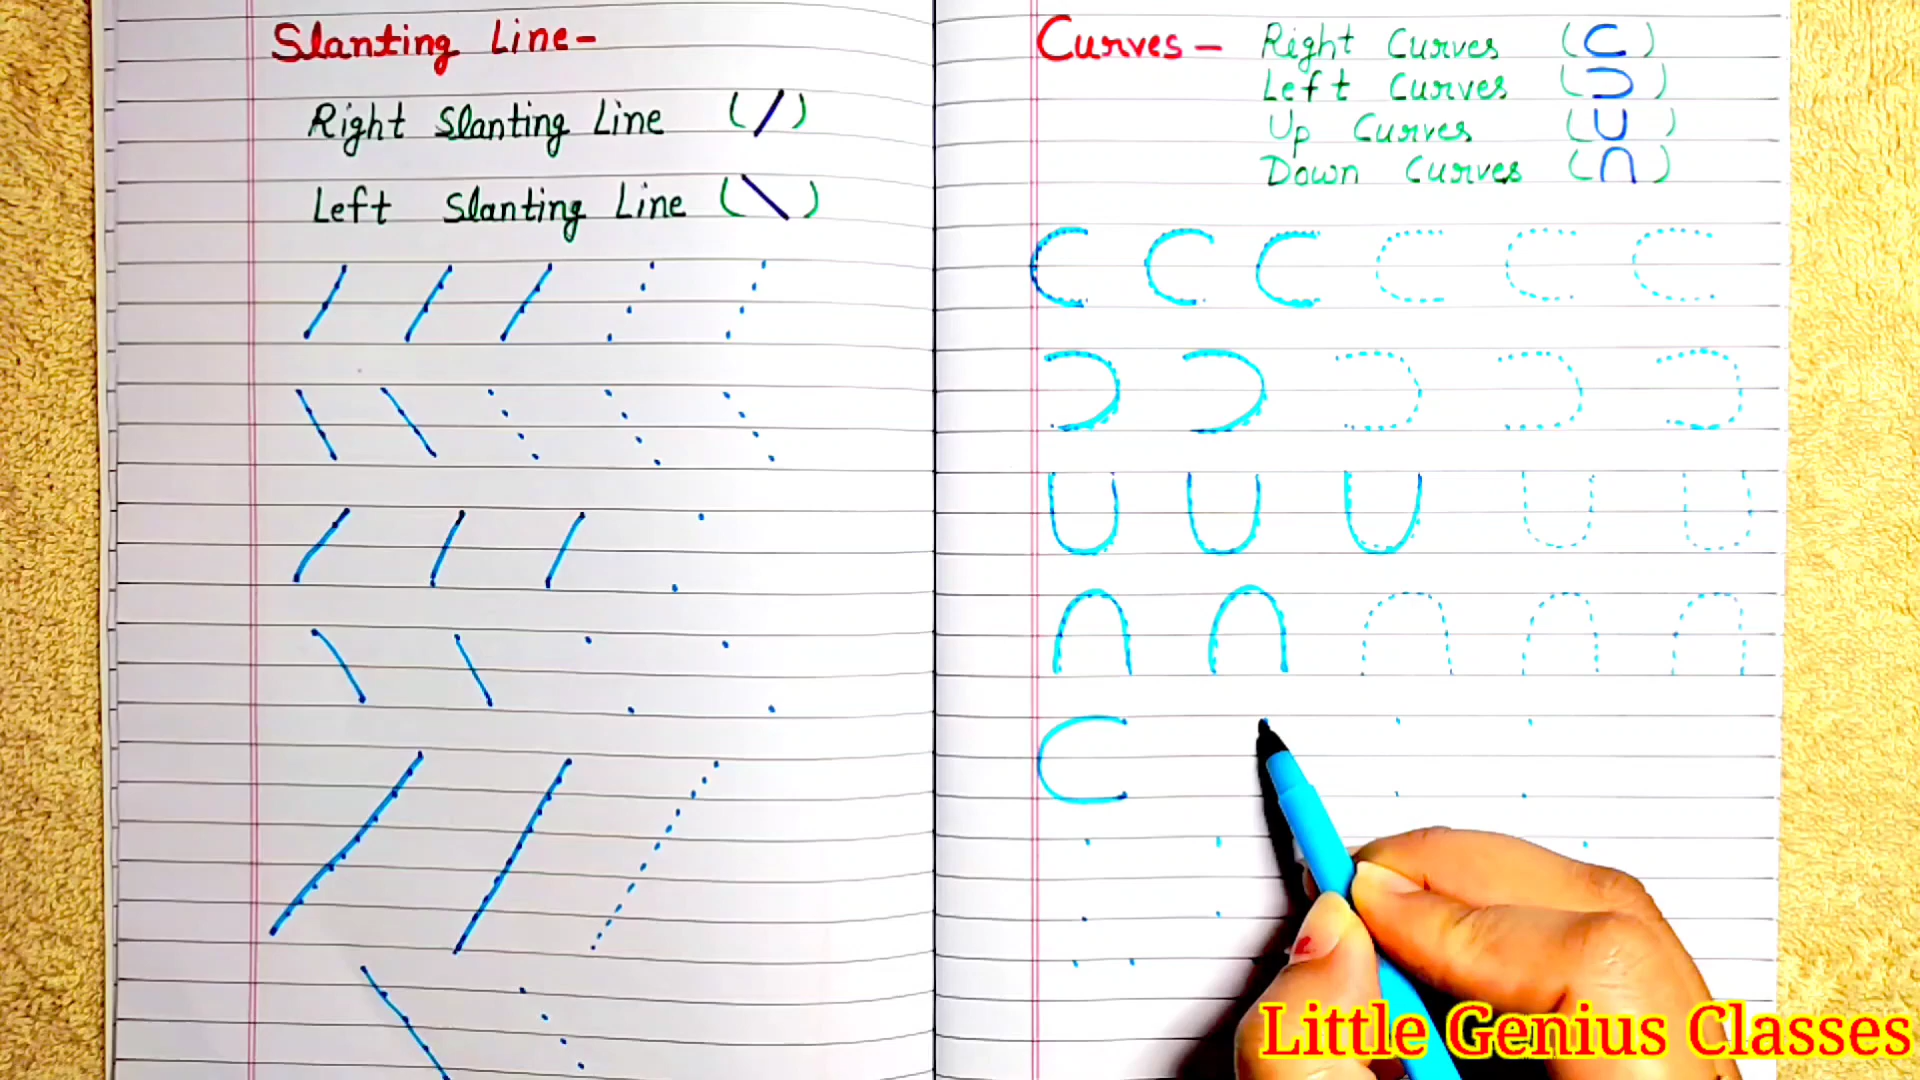 Slanting Line-
Right Slanting Line (/)
Left Slanting Line (\)
Curves- Right Curves (⊂)
Left Curves (⊃)
Up Curves (∪)
Down Curves (∩)
Little Genius Classes